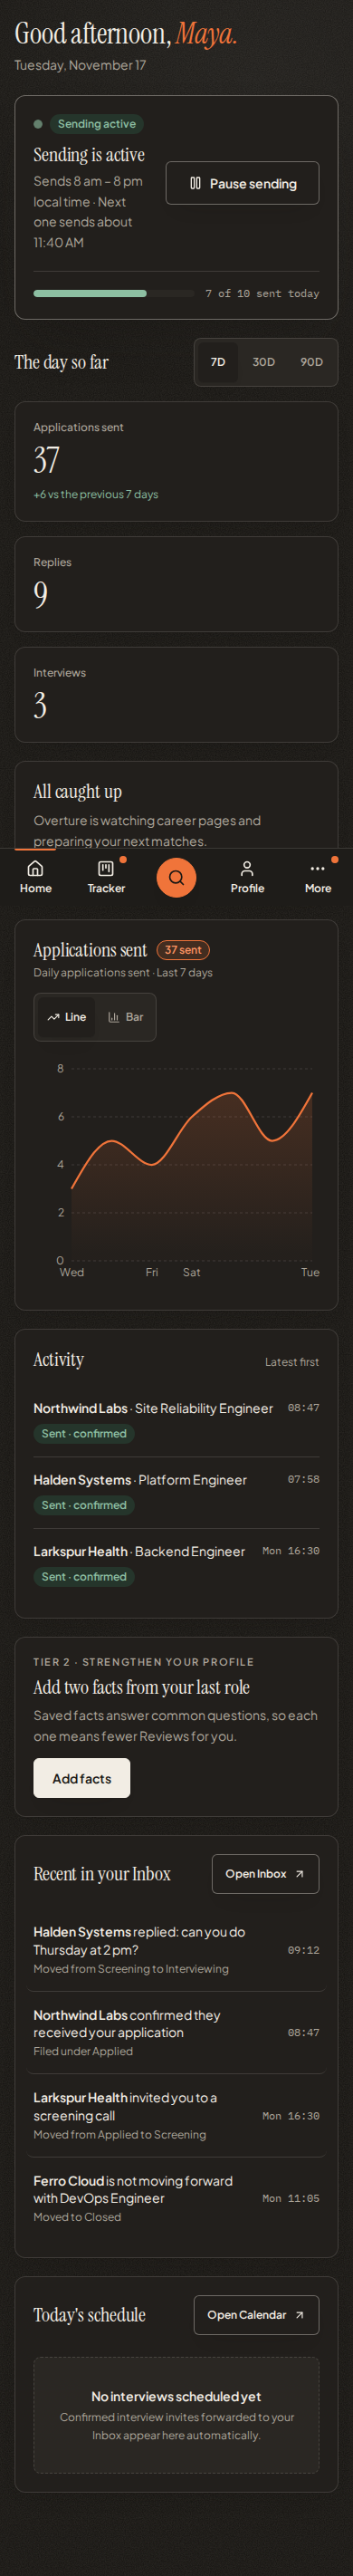 Good afternoon, Maya.
Tuesday, November 17
Sending active
Sending is active
Sends 8 am – 8 pm
local time · Next
one sends about
11:40 AM
Pause sending
7 of 10 sent today
The day so far
7D 30D 90D
Applications sent
37
+6 vs the previous 7 days
Replies
9
Interviews
3
All caught up
Overture is watching career pages and
preparing your next matches.
Home
Tracker
Profile
More
Applications sent
37 sent
Daily applications sent · Last 7 days
Line
Bar
8
6
4
2
0
Wed Fri Sat Tue
Activity
Latest first
Northwind Labs · Site Reliability Engineer 08:47
Sent · confirmed
Halden Systems · Platform Engineer 07:58
Sent · confirmed
Larkspur Health · Backend Engineer Mon 16:30
Sent · confirmed
TIER 2 · STRENGTHEN YOUR PROFILE
Add two facts from your last role
Saved facts answer common questions, so each
one means fewer Reviews for you.
Add facts
Recent in your Inbox
Open Inbox
Halden Systems replied: can you do
Thursday at 2 pm?
09:12
Moved from Screening to Interviewing
Northwind Labs confirmed they
received your application
08:47
Filed under Applied
Larkspur Health invited you to a
screening call
Mon 16:30
Moved from Applied to Screening
Ferro Cloud is not moving forward
with DevOps Engineer
Mon 11:05
Moved to Closed
Today's schedule
Open Calendar
No interviews scheduled yet
Confirmed interview invites forwarded to your
Inbox appear here automatically.